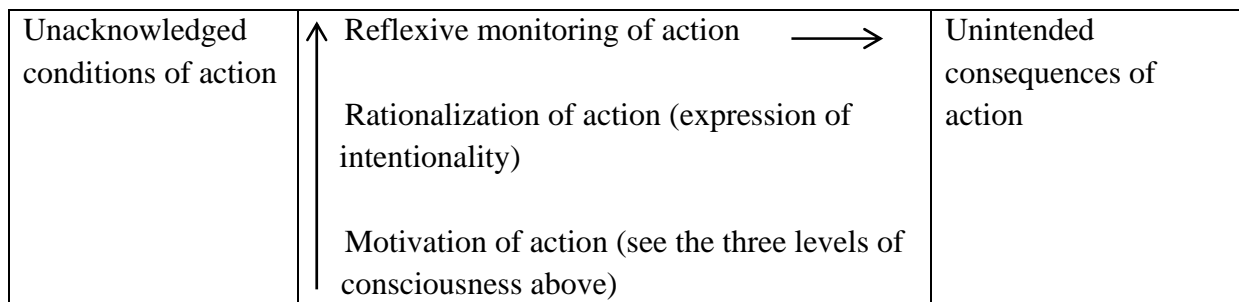 Unacknowledged
conditions of action
Reflexive monitoring of action
Rationalization of action (expression of
intentionality)
Motivation of action (see the three levels of
consciousness above)
Unintended
consequences of
action